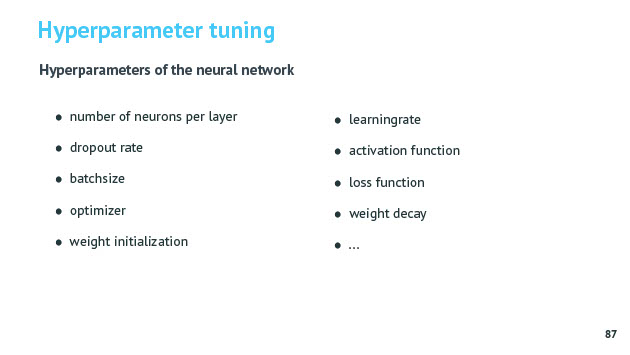 Hyperparameter tuning
Hyperparameters of the neural network
● number of neurons per layer
● dropout rate
● batchsize
● optimizer
● weight initialization
● learningrate
● activation function
● loss function
● weight decay
● ...
87